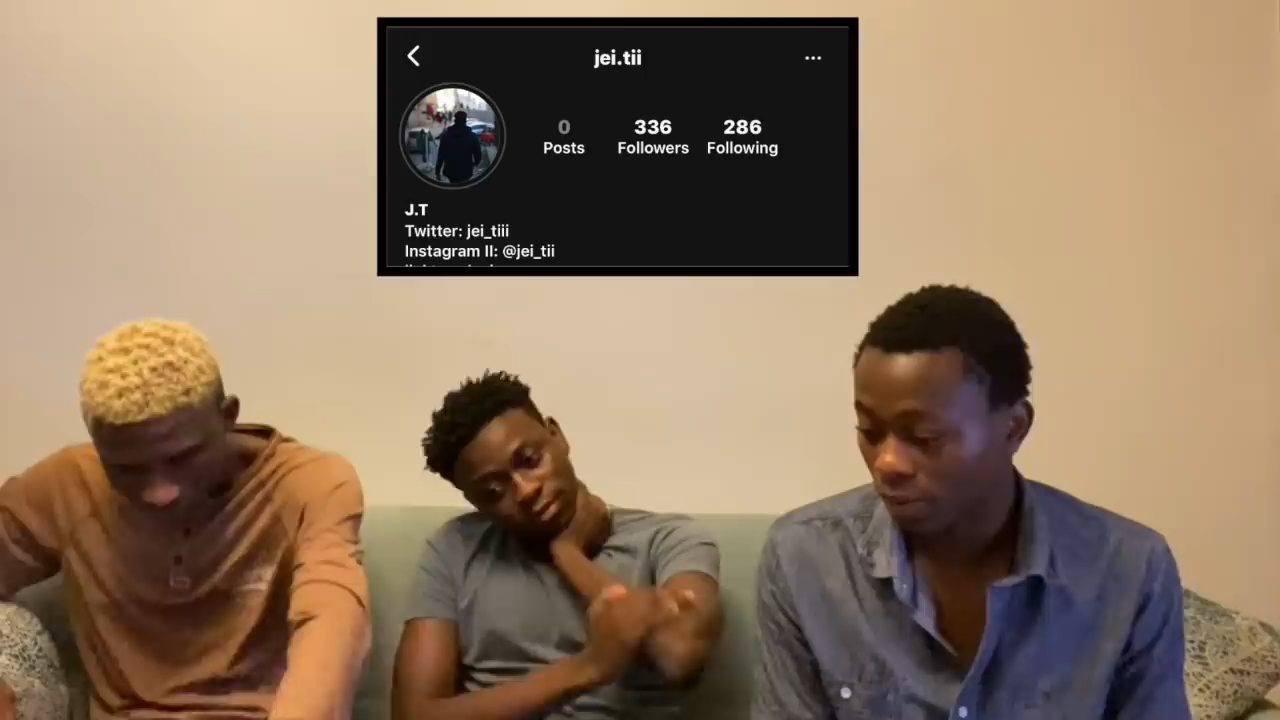 jei.tii
0 336 286
Posts Followers Following
J.T
Twitter: jei_tiii
Instagram II: @jei_tii